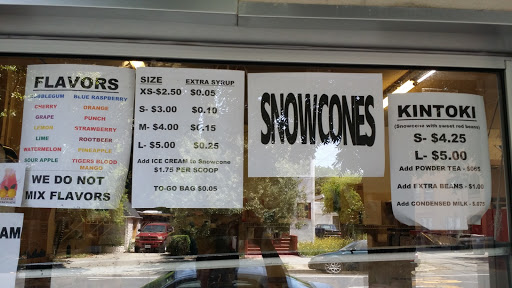 FLAVORS
BUBBLEGUM BLUE RASPBERRY
CHERRY ORANGE
GRAPE PUNCH
LEMON STRAWBERRY
LIME ROOTBEER
WATERMELON PINEAPPLE
SOUR APPLE TIGERS BLOOD
MANGO
WE DO NOT
MIX FLAVORS
AM
SIZE EXTRA SYRUP
XS-$2.50 $0.05
S- $3.00 $0.10
M- $4.00 $0.15
L- $5.00 $0.25
Add ICE CREAM to Snowcone
$1.75 PER SCOOP
TO-GO BAG $0.05
SNOWCONES
KINTOKI
(Snowcone with sweet red beans)
S- $4.25
L- $5.00
Add POWDER TEA -
Add EXTRA BEANS - $1.00
Add CONDENSED MILK -